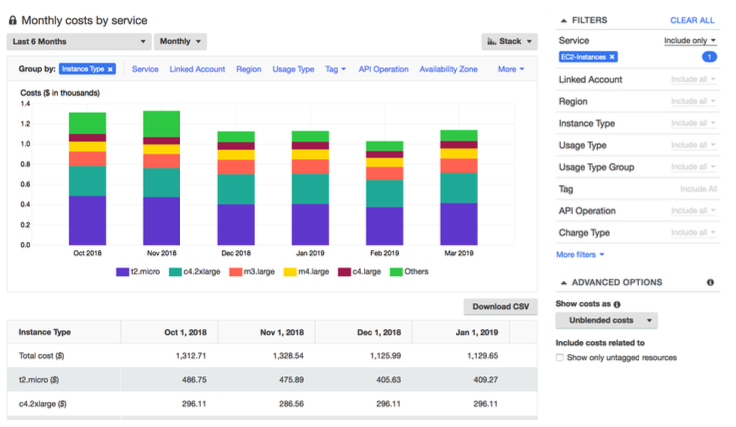 Monthly costs by service
Last 6 Months
Monthly
Stack
Group by: Instance Type × Service Linked Account Region Usage Type Tag API Operation Availability Zone More
Costs ($ in thousands)
1.4
1.2
1.0
0.8
0.6
0.4
0.2
0.0
Oct 2018 Nov 2018 Dec 2018 Jan 2019 Feb 2019 Mar 2019
t2.micro c4.2xlarge m3.large m4.large c4.large Others
Download CSV
Instance Type Oct 1, 2018 Nov 1, 2018 Dec 1, 2018 Jan 1, 2019
Total cost ($) 1,312.71 1,328.54 1,125.99 1,129.65
t2.micro ($) 486.75 475.89 405.63 409.27
c4.2xlarge ($) 296.11 286.56 296.11 296.11
FILTERS CLEAR ALL
Service Include only
EC2-Instances × 1
Linked Account Include all
Region Include all
Instance Type Include all
Usage Type Include all
Usage Type Group Include all
Tag Include All
API Operation Include all
Charge Type Include all
More filters
ADVANCED OPTIONS
Show costs as
Unblended costs
Include costs related to
Show only untagged resources